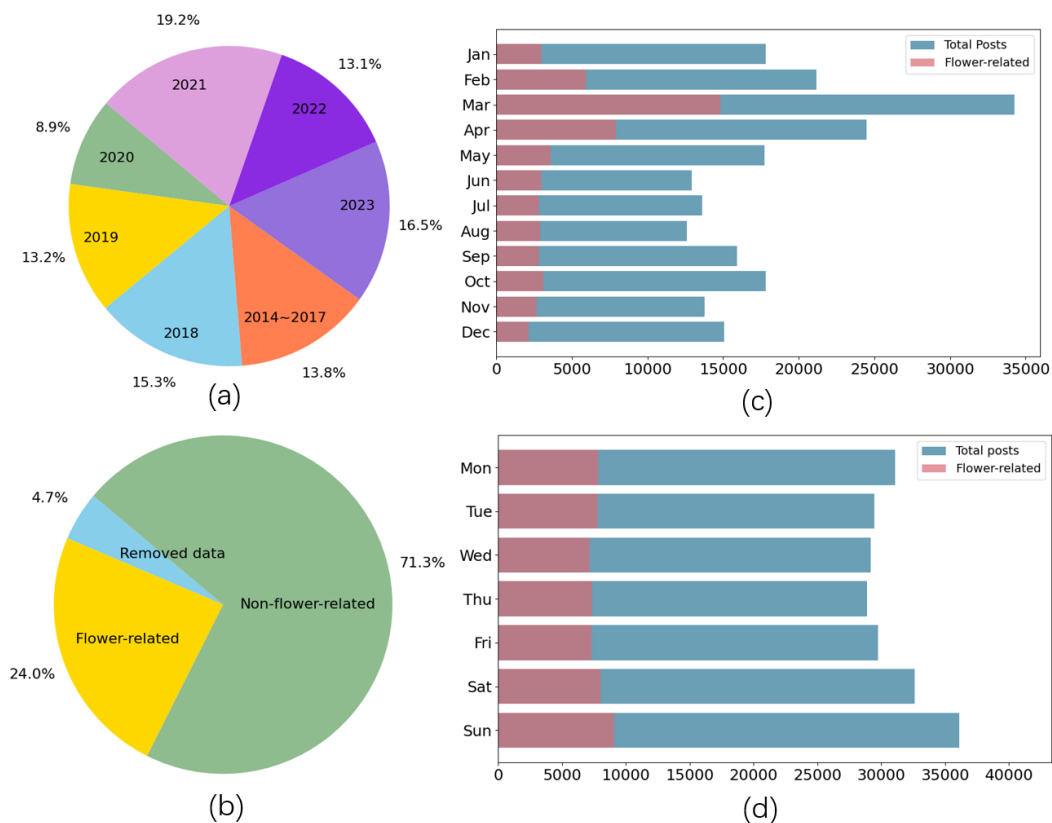 19.2%
2021
13.1%
2022
8.9%
2020
2023
16.5%
2019
13.2%
2018
2014~2017
15.3%
13.8%
(a)
Jan
Feb
Mar
Apr
May
Jun
Jul
Aug
Sep
Oct
Nov
Dec
Total Posts
Flower-related
0 5000 10000 15000 20000 25000 30000 35000
(c)
4.7%
Removed data
71.3%
Non-flower-related
Flower-related
24.0%
(b)
Mon
Tue
Wed
Thu
Fri
Sat
Sun
Total posts
Flower-related
0 5000 10000 15000 20000 25000 30000 35000 40000
(d)